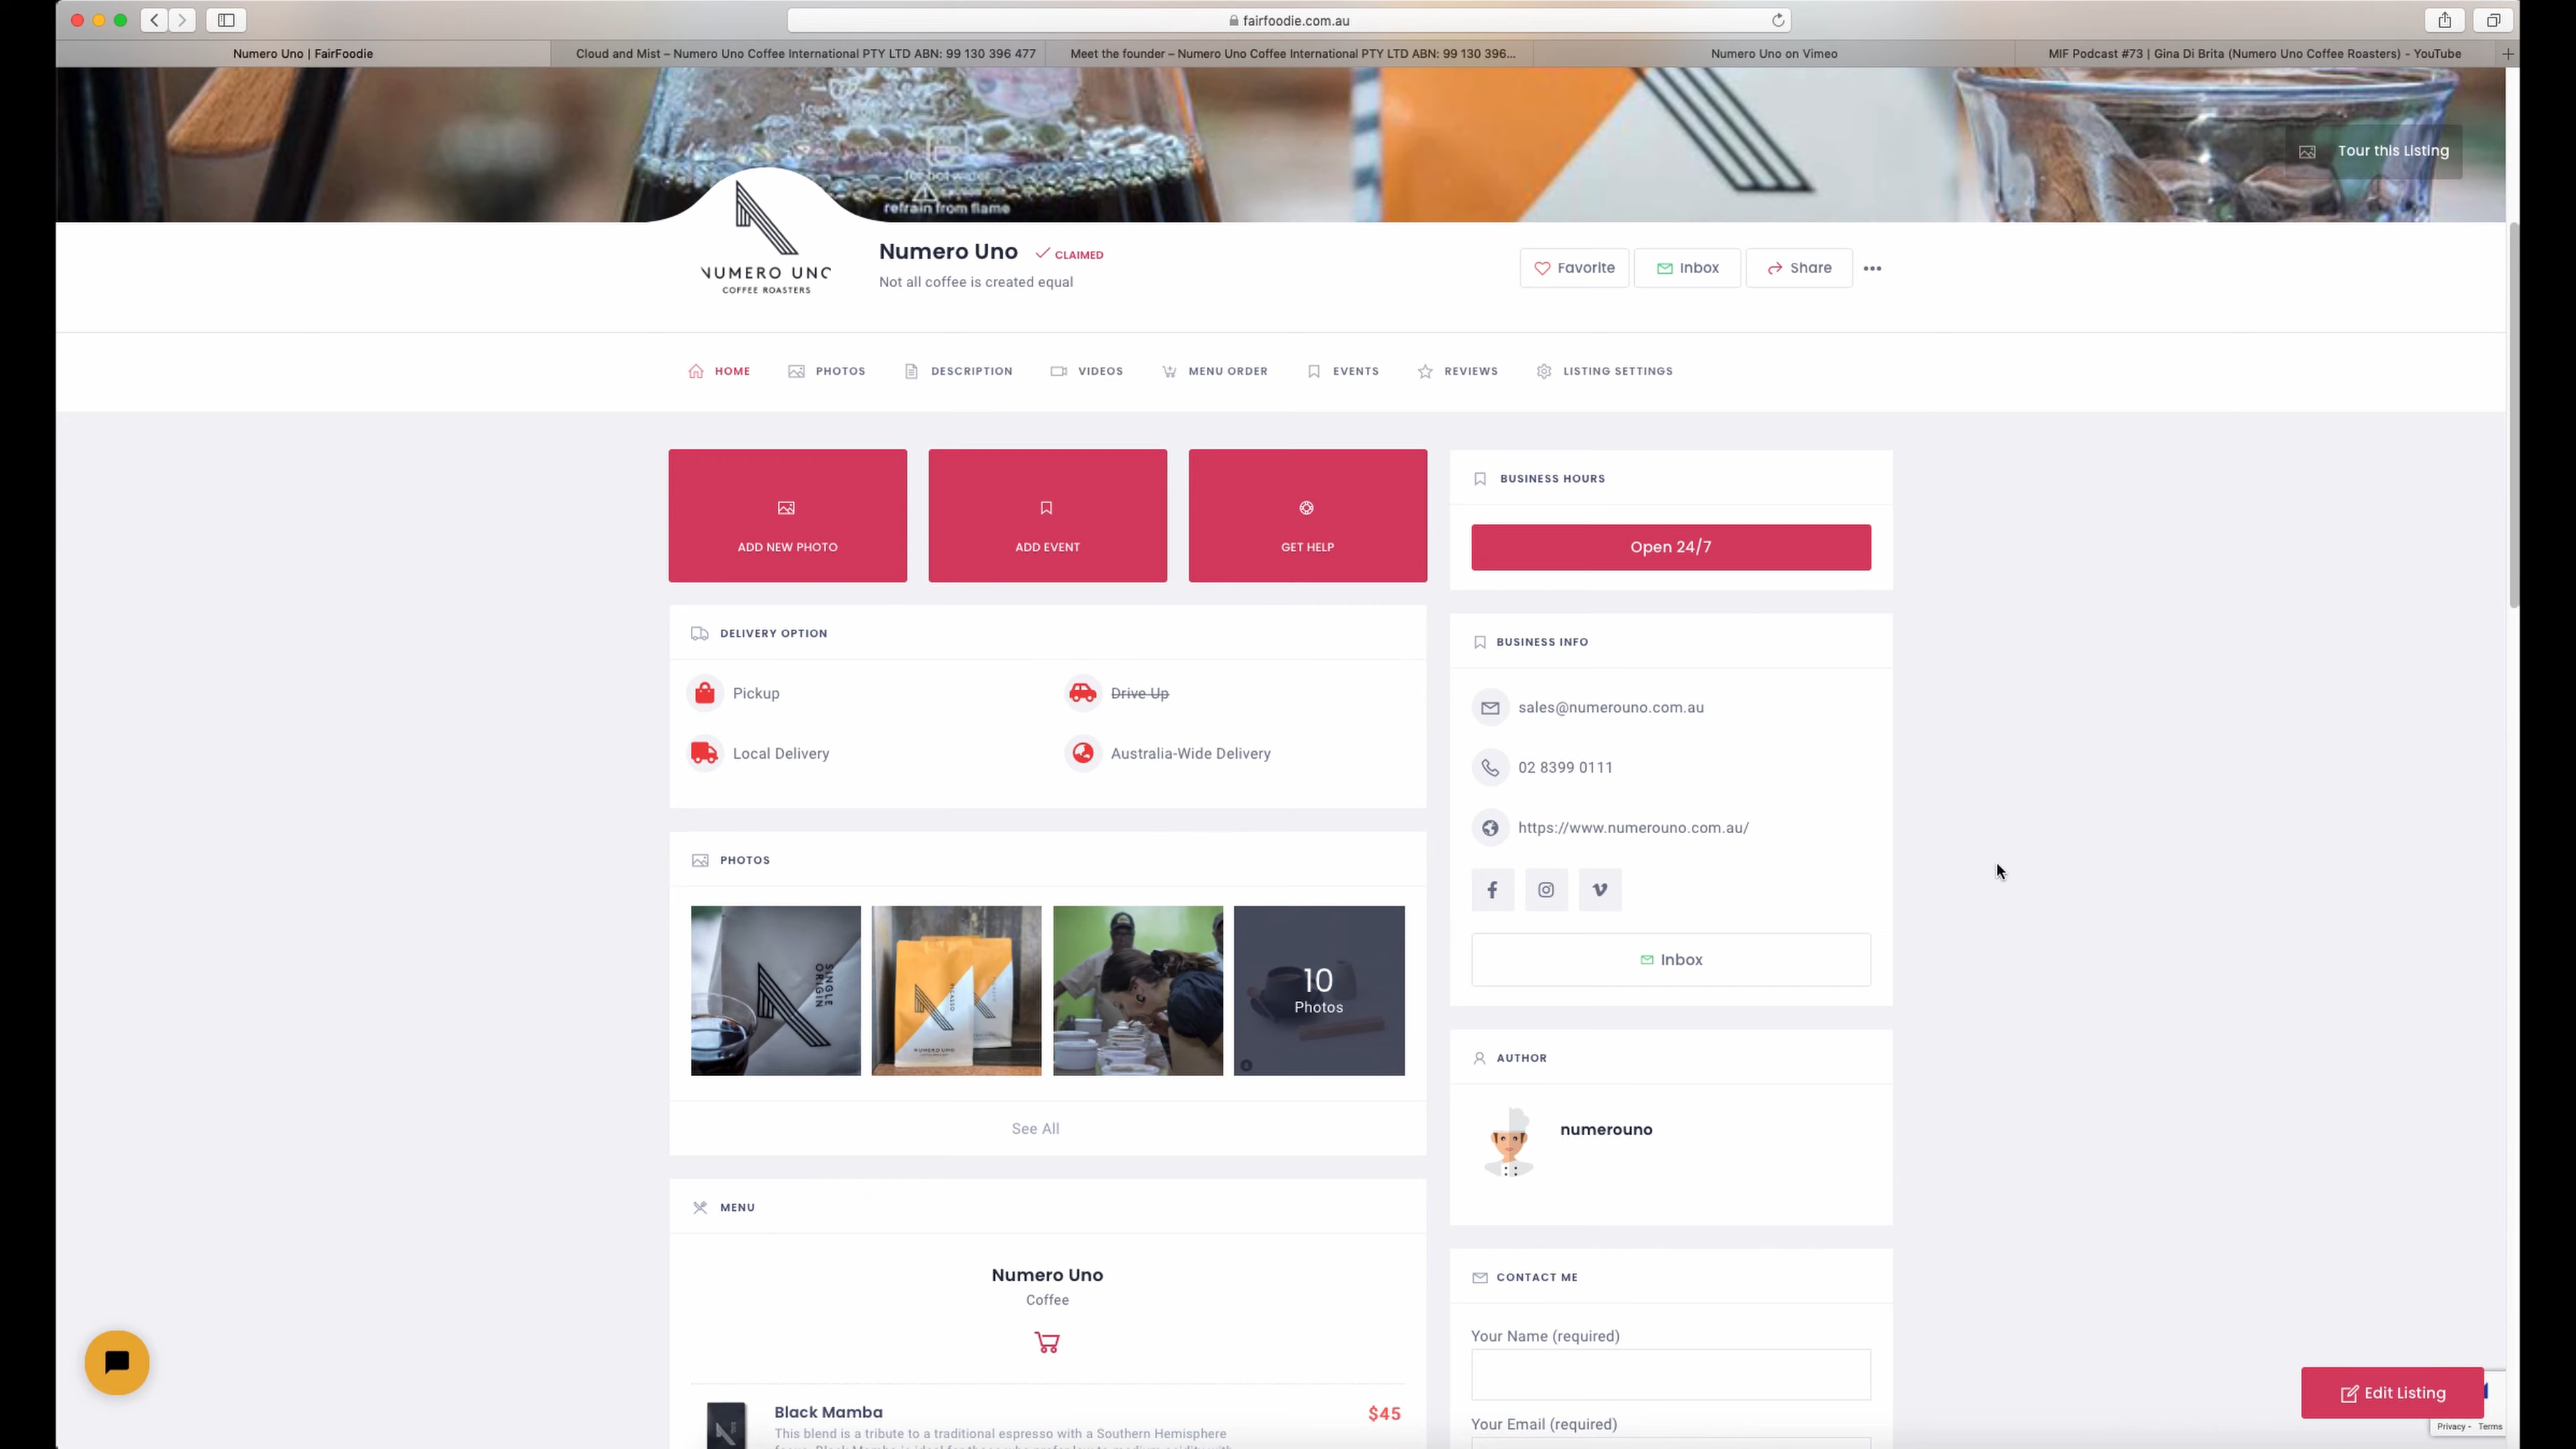 fairfoodie.com.au
Numero Uno | FairFoodie
Cloud and Mist – Numero Uno Coffee International PTY LTD ABN: 99 130 396 477
Meet the founder – Numero Uno Coffee International PTY LTD ABN: 99 130 396...
Numero Uno on Vimeo
MIF Podcast #73 | Gina Di Brita (Numero Uno Coffee Roasters) - YouTube
1cup
for hot water
refrain from flame
Tour this Listing
NUMERO UNO
COFFEE ROASTERS
Numero Uno
CLAIMED
Not all coffee is created equal
Favorite
Inbox
Share
HOME
PHOTOS
DESCRIPTION
VIDEOS
MENU ORDER
EVENTS
REVIEWS
LISTING SETTINGS
ADD NEW PHOTO
ADD EVENT
GET HELP
DELIVERY OPTION
Pickup
Drive Up
Local Delivery
Australia-Wide Delivery
PHOTOS
SINGLE
ORIGIN
PICASSO
NUMERO UNO
10
Photos
See All
MENU
Numero Uno
Coffee
Black Mamba
$45
This blend is a tribute to a traditional espresso with a Southern Hemisphere
BUSINESS HOURS
Open 24/7
BUSINESS INFO
sales@numerouno.com.au
02 8399 0111
https://www.numerouno.com.au/
Inbox
AUTHOR
numerouno
CONTACT ME
Your Name (required)
Your Email (required)
Edit Listing
Privacy - Terms